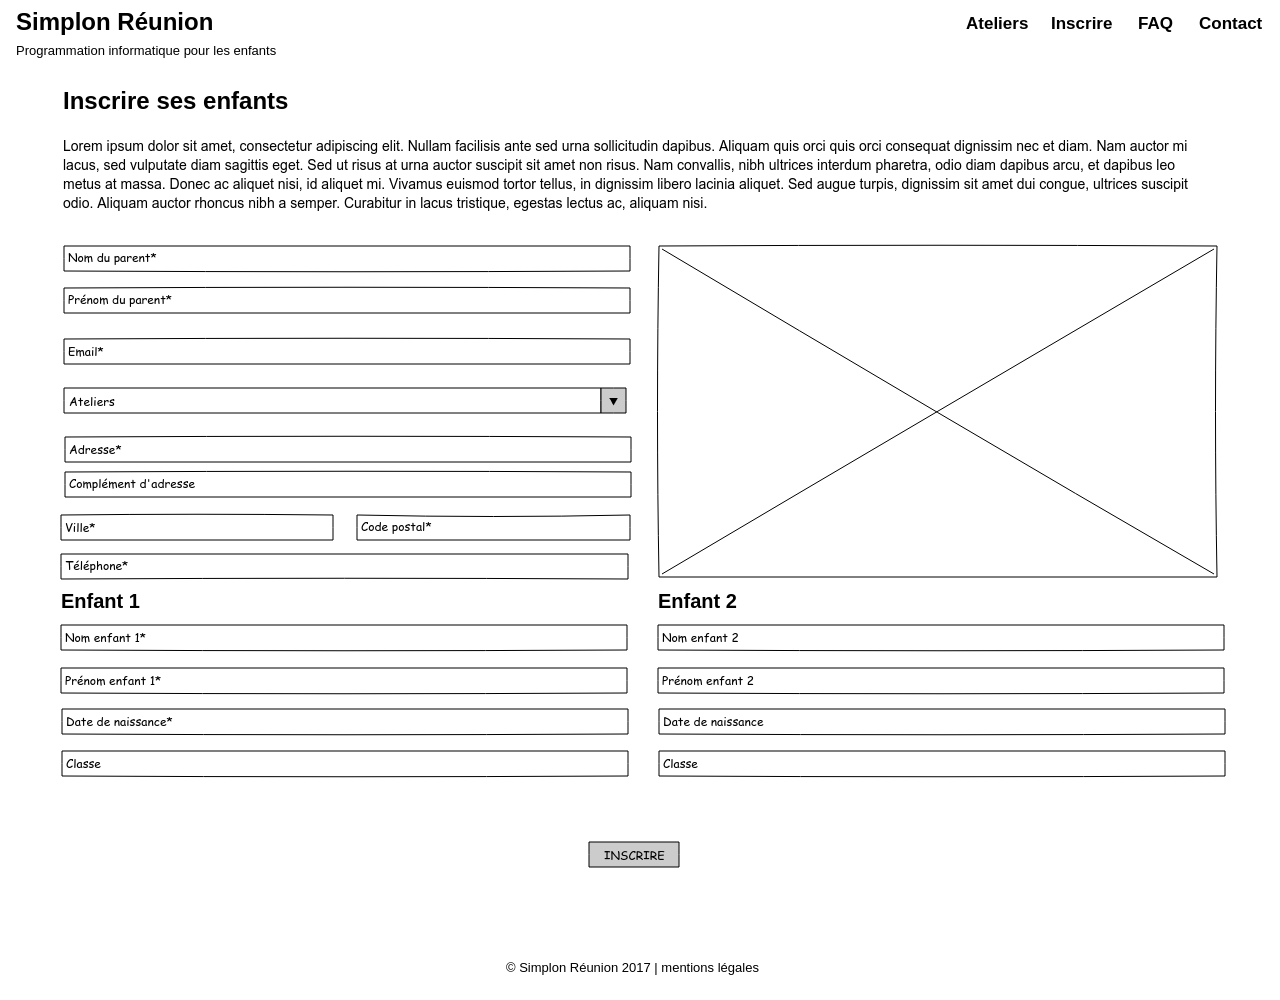 Simplon Réunion
Ateliers Inscrire FAQ Contact
Programmation informatique pour les enfants
Inscrire ses enfants
Lorem ipsum dolor sit amet, consectetur adipiscing elit. Nullam facilisis ante sed urna sollicitudin dapibus. Aliquam quis orci quis orci consequat dignissim nec et diam. Nam auctor mi
lacus, sed vulputate diam sagittis eget. Sed ut risus at urna auctor suscipit sit amet non risus. Nam convallis, nibh ultrices interdum pharetra, odio diam dapibus arcu, et dapibus leo
metus at massa. Donec ac aliquet nisi, id aliquet mi. Vivamus euismod tortor tellus, in dignissim libero lacinia aliquet. Sed augue turpis, dignissim sit amet dui congue, ultrices suscipit
odio. Aliquam auctor rhoncus nibh a semper. Curabitur in lacus tristique, egestas lectus ac, aliquam nisi.
Nom du parent*
Prénom du parent*
Email*
Ateliers
Adresse*
Complément d'adresse
Ville* Code postal*
Téléphone*
Enfant 1
Nom enfant 1*
Prénom enfant 1*
Date de naissance*
Classe
Enfant 2
Nom enfant 2
Prénom enfant 2
Date de naissance
Classe
INSCRIRE
© Simplon Réunion 2017 | mentions légales